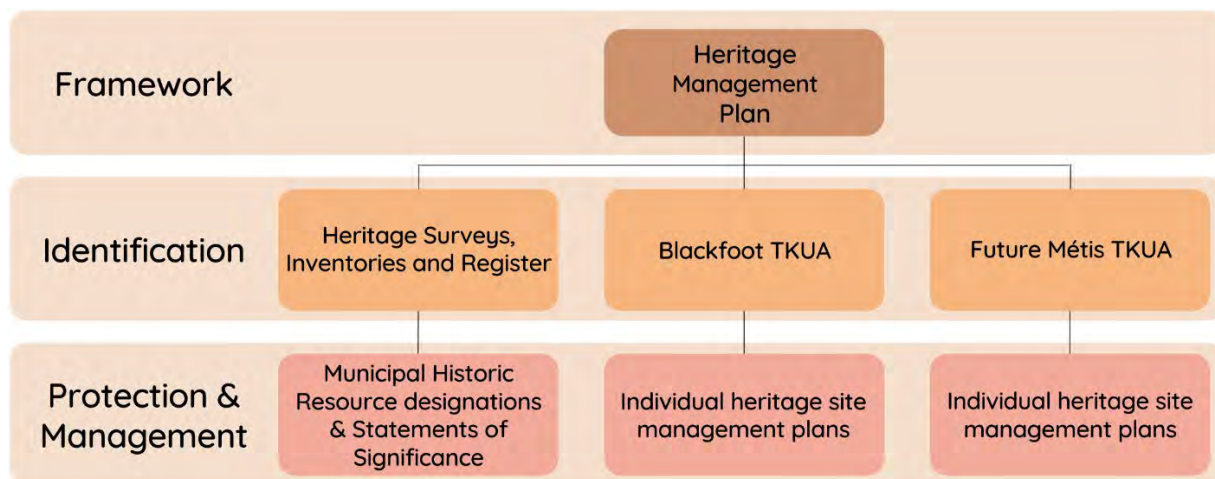 Framework
Heritage
Management
Plan
Identification
Heritage Surveys,
Inventories and Register
Blackfoot TKUA
Future Métis TKUA
Protection &
Management
Municipal Historic
Resource designations
& Statements of
Significance
Individual heritage site
management plans
Individual heritage site
management plans